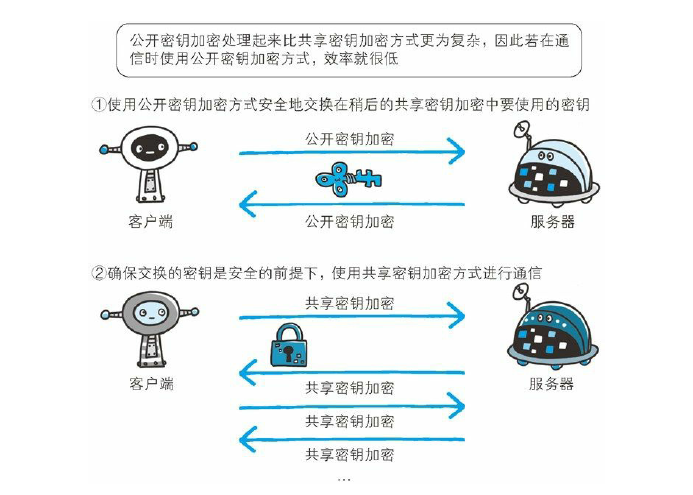 公开密钥加密处理起来比共享密钥加密方式更为复杂，因此若在通
信时使用公开密钥加密方式，效率就很低
①使用公开密钥加密方式安全地交换在稍后的共享密钥加密中要使用的密钥
公开密钥加密
公开密钥加密
客户端
服务器
②确保交换的密钥是安全的前提下，使用共享密钥加密方式进行通信
共享密钥加密
客户端
服务器
共享密钥加密
共享密钥加密
共享密钥加密
…